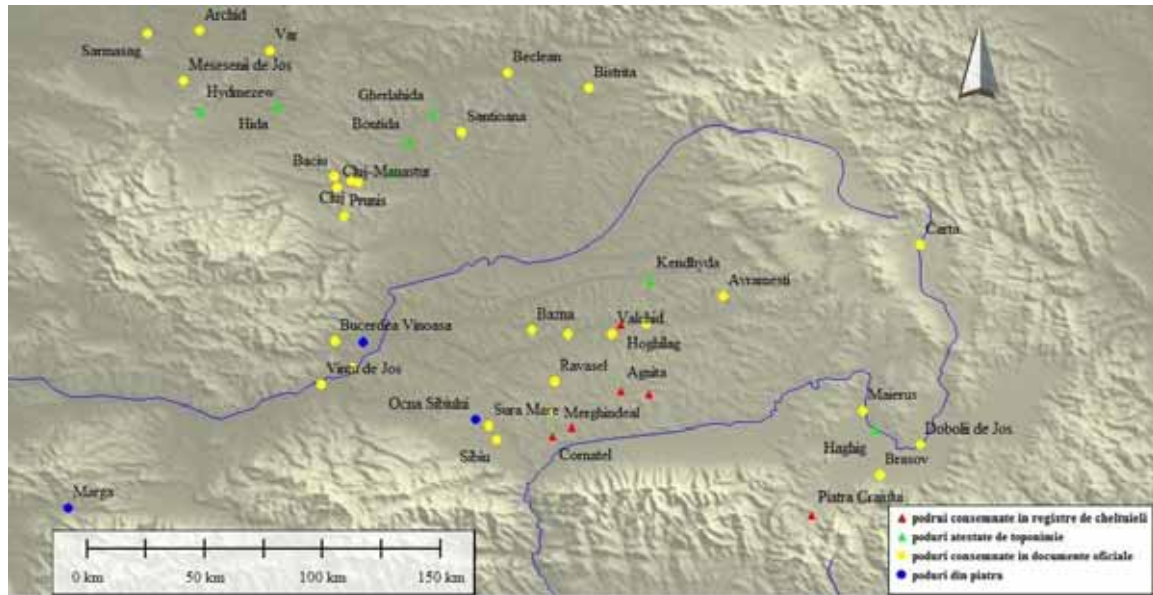 Archid
Sarmasag
Var
Mesesenii de Jos
Hydmezew
Hida
Beclean
Bistrita
Gherlahida
Bontida
Santioana
Baciu
Cluj-Manastur
Cluj
Prunis
Carta
Kendhyda
Avramesti
Bucerdea Vinoasa
Bazna
Valchid
Hoghilag
Vintu de Jos
Ravasel
Agnita
Ocna Sibiului
Sura Mare
Merghindeal
Maierus
Sibiu
Cornatel
Haghig
Dobolii de Jos
Brasov
Marga
Piatra Craiului
podrui consemnate in registre de cheltuieli
poduri atestate de toponimie
poduri consemnate in documente oficiale
poduri din piatra
0 km
50 km
100 km
150 km